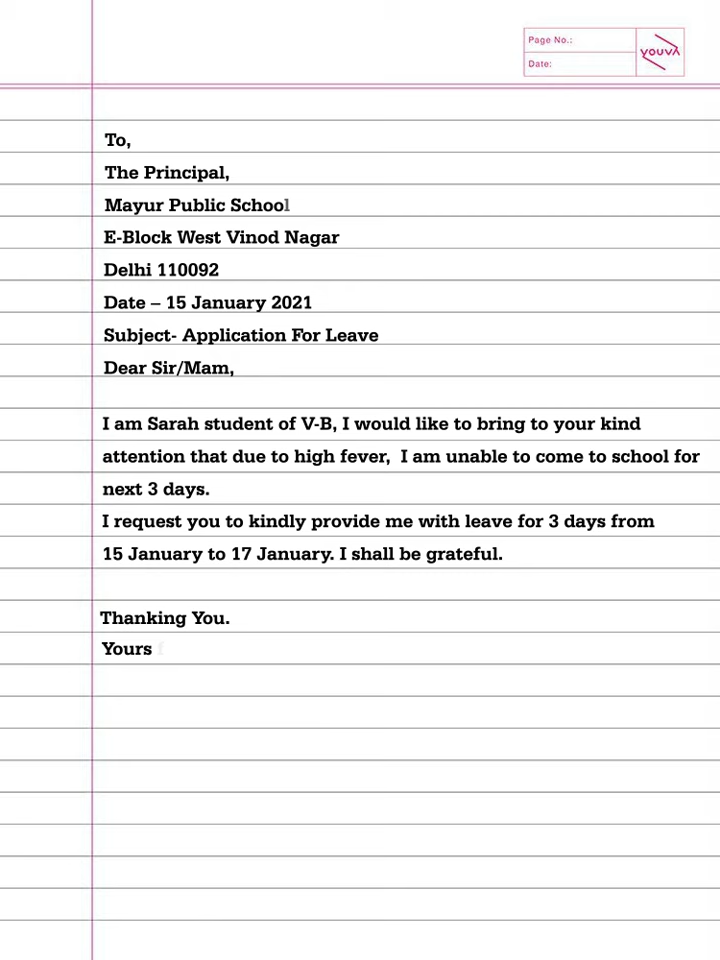 Page No.:
youva
Date:
To,
The Principal,
Mayur Public School
E-Block West Vinod Nagar
Delhi 110092
Date – 15 January 2021
Subject- Application For Leave
Dear Sir/Mam,
I am Sarah student of V-B, I would like to bring to your kind
attention that due to high fever,  I am unable to come to school for
next 3 days.
I request you to kindly provide me with leave for 3 days from
15 January to 17 January. I shall be grateful.
Thanking You.
Yours f